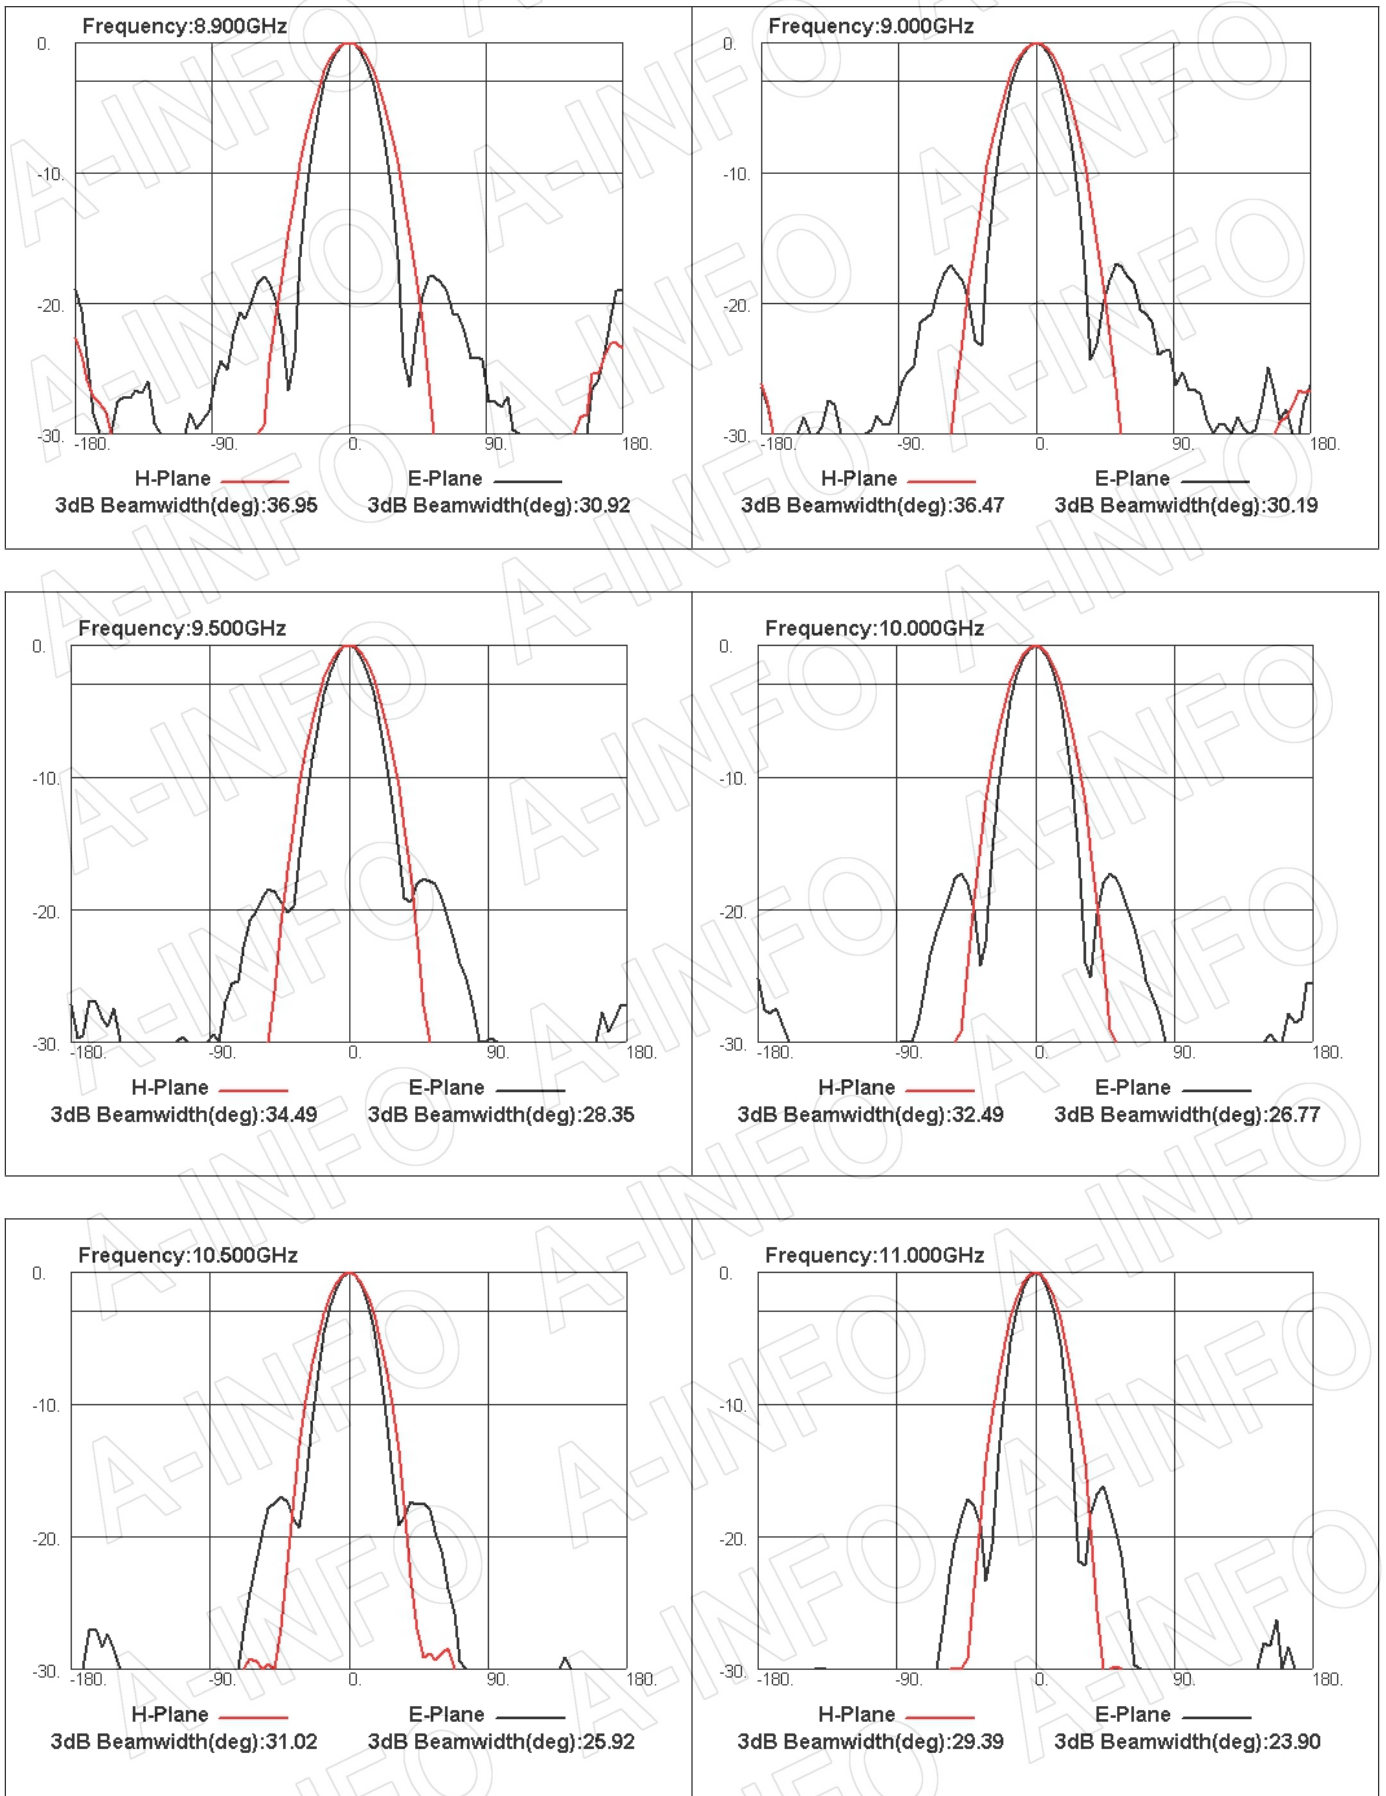 Frequency:8.900GHz
0.
-10.
-20.
-30.
-180. -90. 0. 90. 180.
H-Plane E-Plane
3dB Beamwidth(deg):36.95 3dB Beamwidth(deg):30.92
Frequency:9.000GHz
0.
-10.
-20.
-30.
-180. -90. 0. 90. 180.
H-Plane E-Plane
3dB Beamwidth(deg):36.47 3dB Beamwidth(deg):30.19
Frequency:9.500GHz
0.
-10.
-20.
-30.
-180. -90. 0. 90. 180.
H-Plane E-Plane
3dB Beamwidth(deg):34.49 3dB Beamwidth(deg):28.35
Frequency:10.000GHz
0.
-10.
-20.
-30.
-180. -90. 0. 90. 180.
H-Plane E-Plane
3dB Beamwidth(deg):32.49 3dB Beamwidth(deg):26.77
Frequency:10.500GHz
0.
-10.
-20.
-30.
-180. -90. 0. 90. 180.
H-Plane E-Plane
3dB Beamwidth(deg):31.02 3dB Beamwidth(deg):25.92
Frequency:11.000GHz
0.
-10.
-20.
-30.
-180. -90. 0. 90. 180.
H-Plane E-Plane
3dB Beamwidth(deg):29.39 3dB Beamwidth(deg):23.90
A-INFO